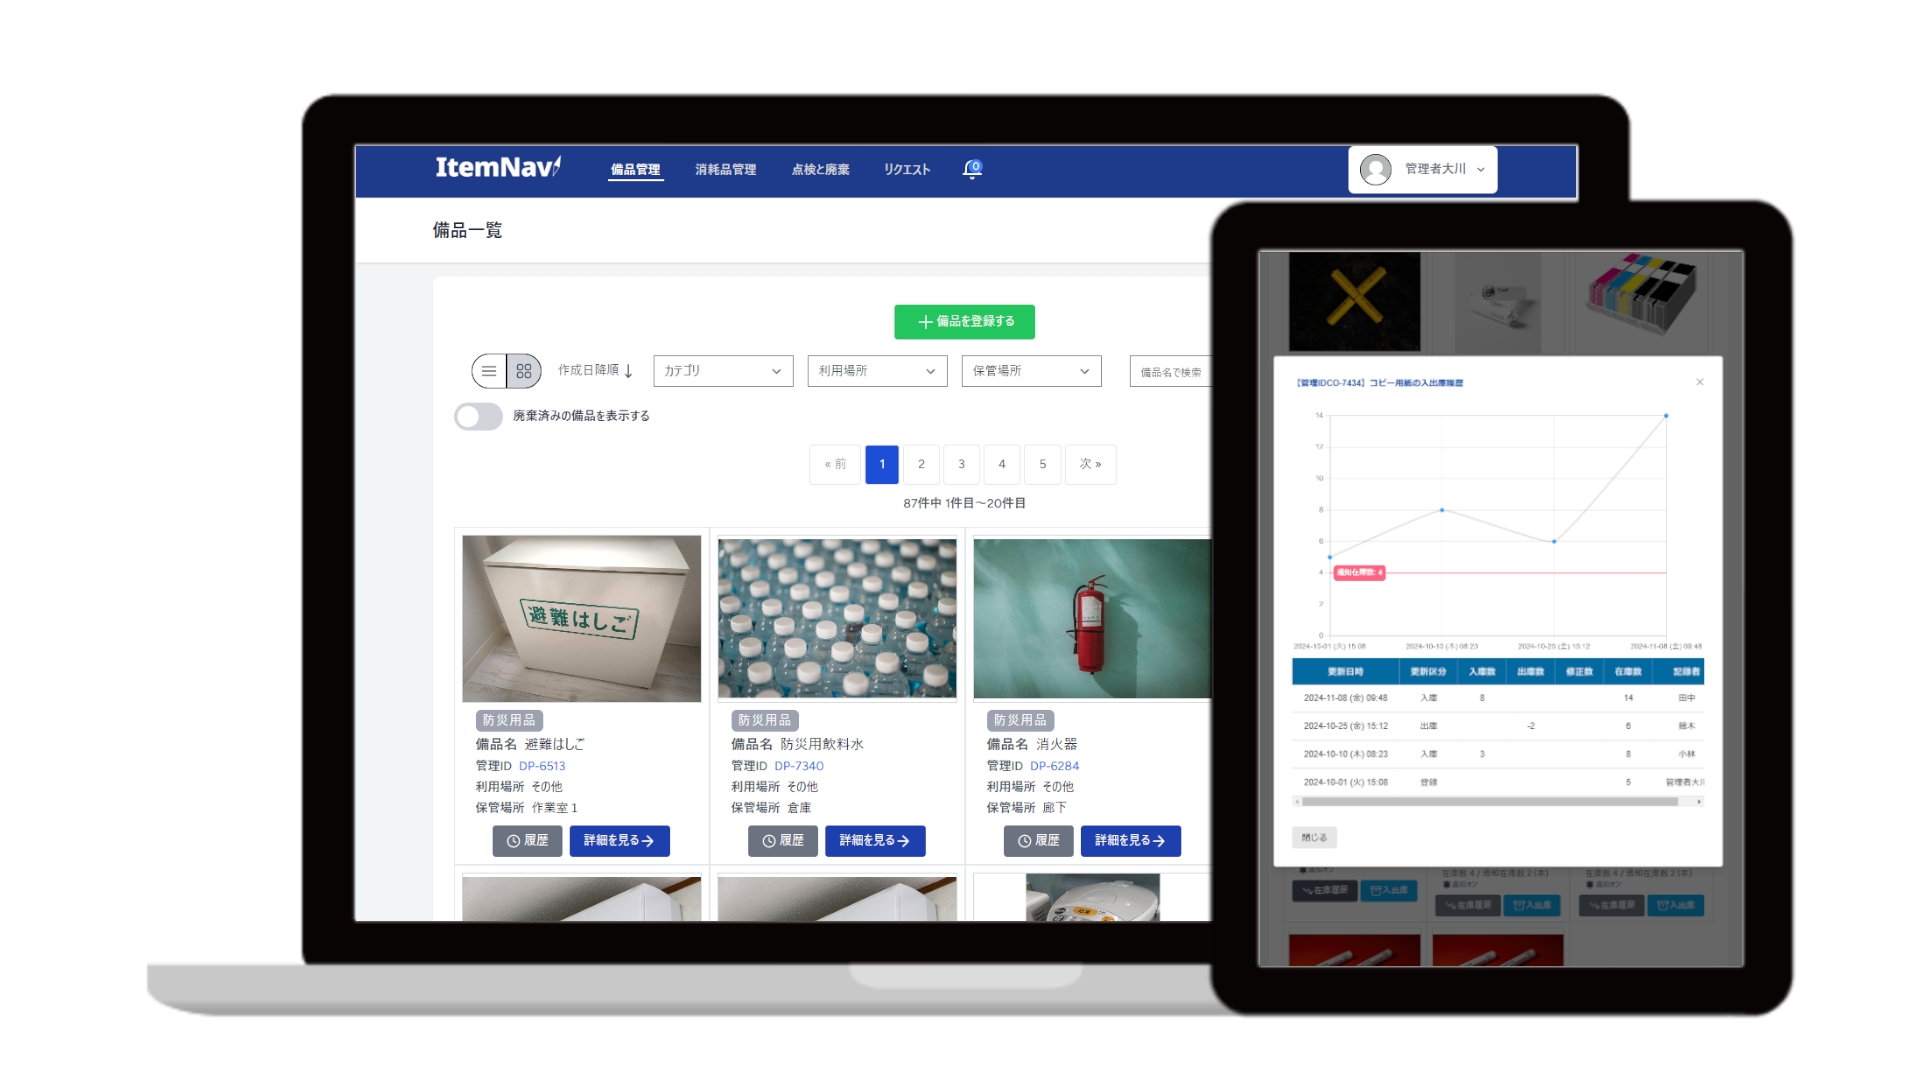 ItemNavi 備品管理 消耗品管理 点検と廃棄 リクエスト 0 管理者大川
備品一覧
+備品を登録する
作成日降順↓ カテゴリ 利用場所 保管場所 備品名で検索
廃棄済みの備品を表示する
« 前 1 2 3 4 5 次 »
87件中 1件目～20件目
避難はしご
防災用品 防災用品 防災用品
備品名 避難はしご 備品名 防災用飲料水 備品名 消火器
管理ID DP-6513 管理ID DP-7340 管理ID DP-6284
利用場所 その他 利用場所 その他 利用場所 その他
保管場所 作業室1 保管場所 倉庫 保管場所 廊下
履歴 詳細を見る→ 履歴 詳細を見る→ 履歴 詳細を見る→
【管理IDCO-7434】コピー用紙の入出庫履歴 ×
14
12
10
8
6
4 通知在庫数: 4
2
0
2024-10-01 (火) 15:08 2024-10-10 (木) 08:23 2024-10-25 (金) 15:12 2024-11-08 (金) 09:48
更新日時 更新区分 入庫数 出庫数 修正数 在庫数 記録者
2024-11-08 (金) 09:48 入庫 8 14 田中
2024-10-25 (金) 15:12 出庫 -2 6 鈴木
2024-10-10 (木) 08:23 入庫 3 8 小林
2024-10-01 (火) 15:08 登録 5 管理者大川
閉じる
通知オン 在庫数 4 / 通知在庫数 2 (本) 在庫数 4 / 通知在庫数 2 (本)
通知オン 通知オン
在庫履歴 入出庫 在庫履歴 入出庫 在庫履歴 入出庫